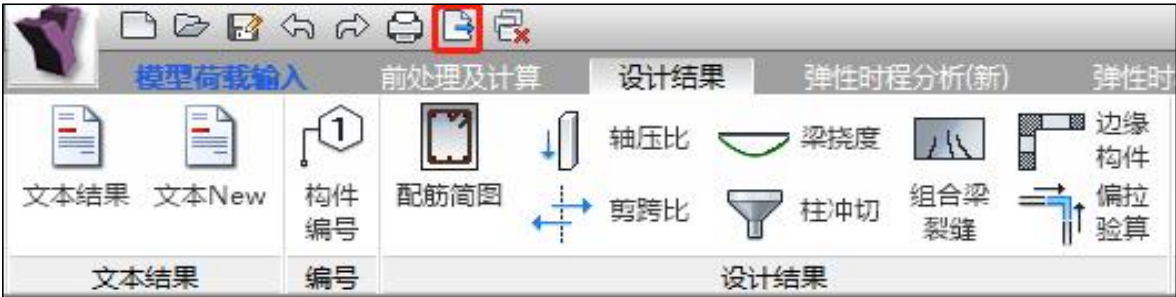 模型荷载输入 前处理及计算 设计结果 弹性时程分析(新) 弹性时
文本结果 文本New 构件编号 配筋简图 轴压比 剪跨比 梁挠度 柱冲切 组合梁裂缝 边缘构件 偏拉验算
文本结果 编号 设计结果